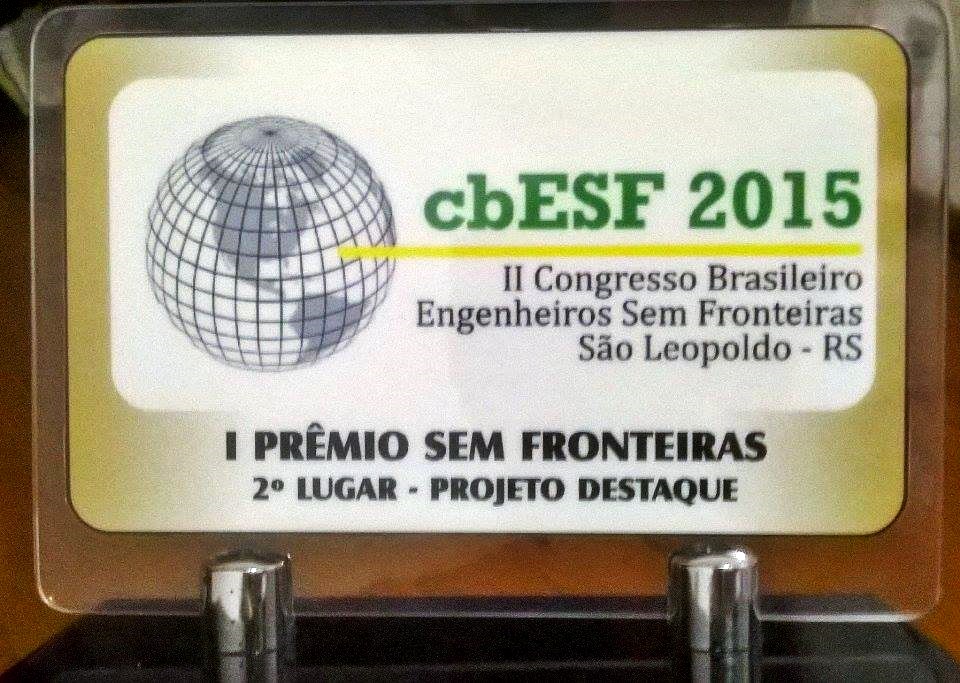 cbESF 2015
II Congresso Brasileiro
Engenheiros Sem Fronteiras
São Leopoldo - RS
I PRÊMIO SEM FRONTEIRAS
2º LUGAR - PROJETO DESTAQUE